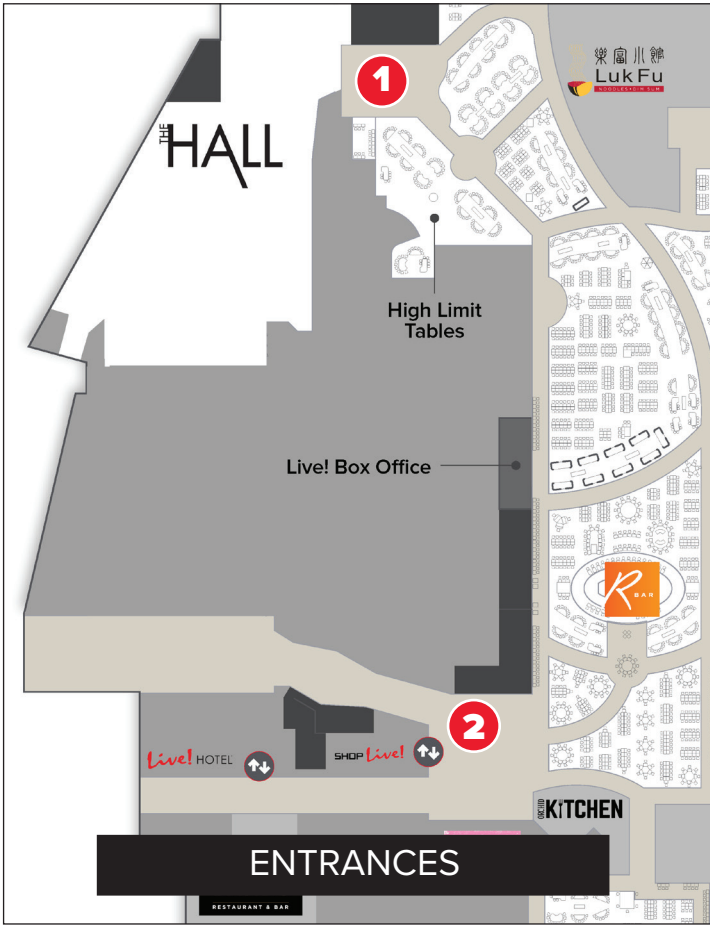 1
樂富小館
LukFu
NOODLES+DIM SUM
THE
HALL
High Limit
Tables
Live! Box Office
R BAR
2
Live! HOTEL
SHOP Live!
ORCHID
KITCHEN
ENTRANCES
RESTAURANT & BAR